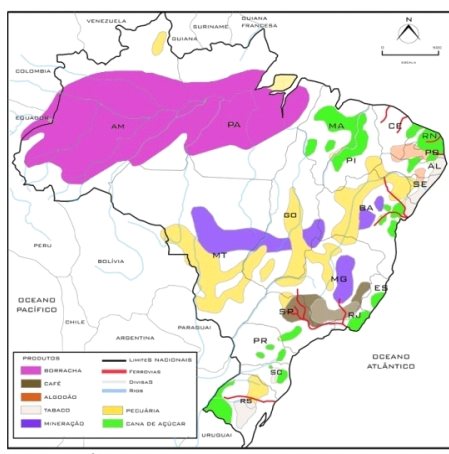 VENEZUELA
GUIANA FRANCESA
SURINAME
GUIANA
COLOMBIA
EQUADOR
N
AM
PA
MA
CE
RN
PB
PI
AL
SE
GO
BA
PERU
BOLÍVIA
MT
MG
ES
OCEANO PACÍFICO
SP
RJ
PARAGUAI
CHILE
ARGENTINA
PR
OCEANO ATLÂNTICO
SC
RS
URUGUAI
PRODUTOS
BORRACHA
CAFÉ
ALGODÃO
TABACO
MINERAÇÃO
LIMITES NACIONAIS
FERROVIAS
DIVISAS
RIOS
PECUÁRIA
CANA DE AÇÚCAR